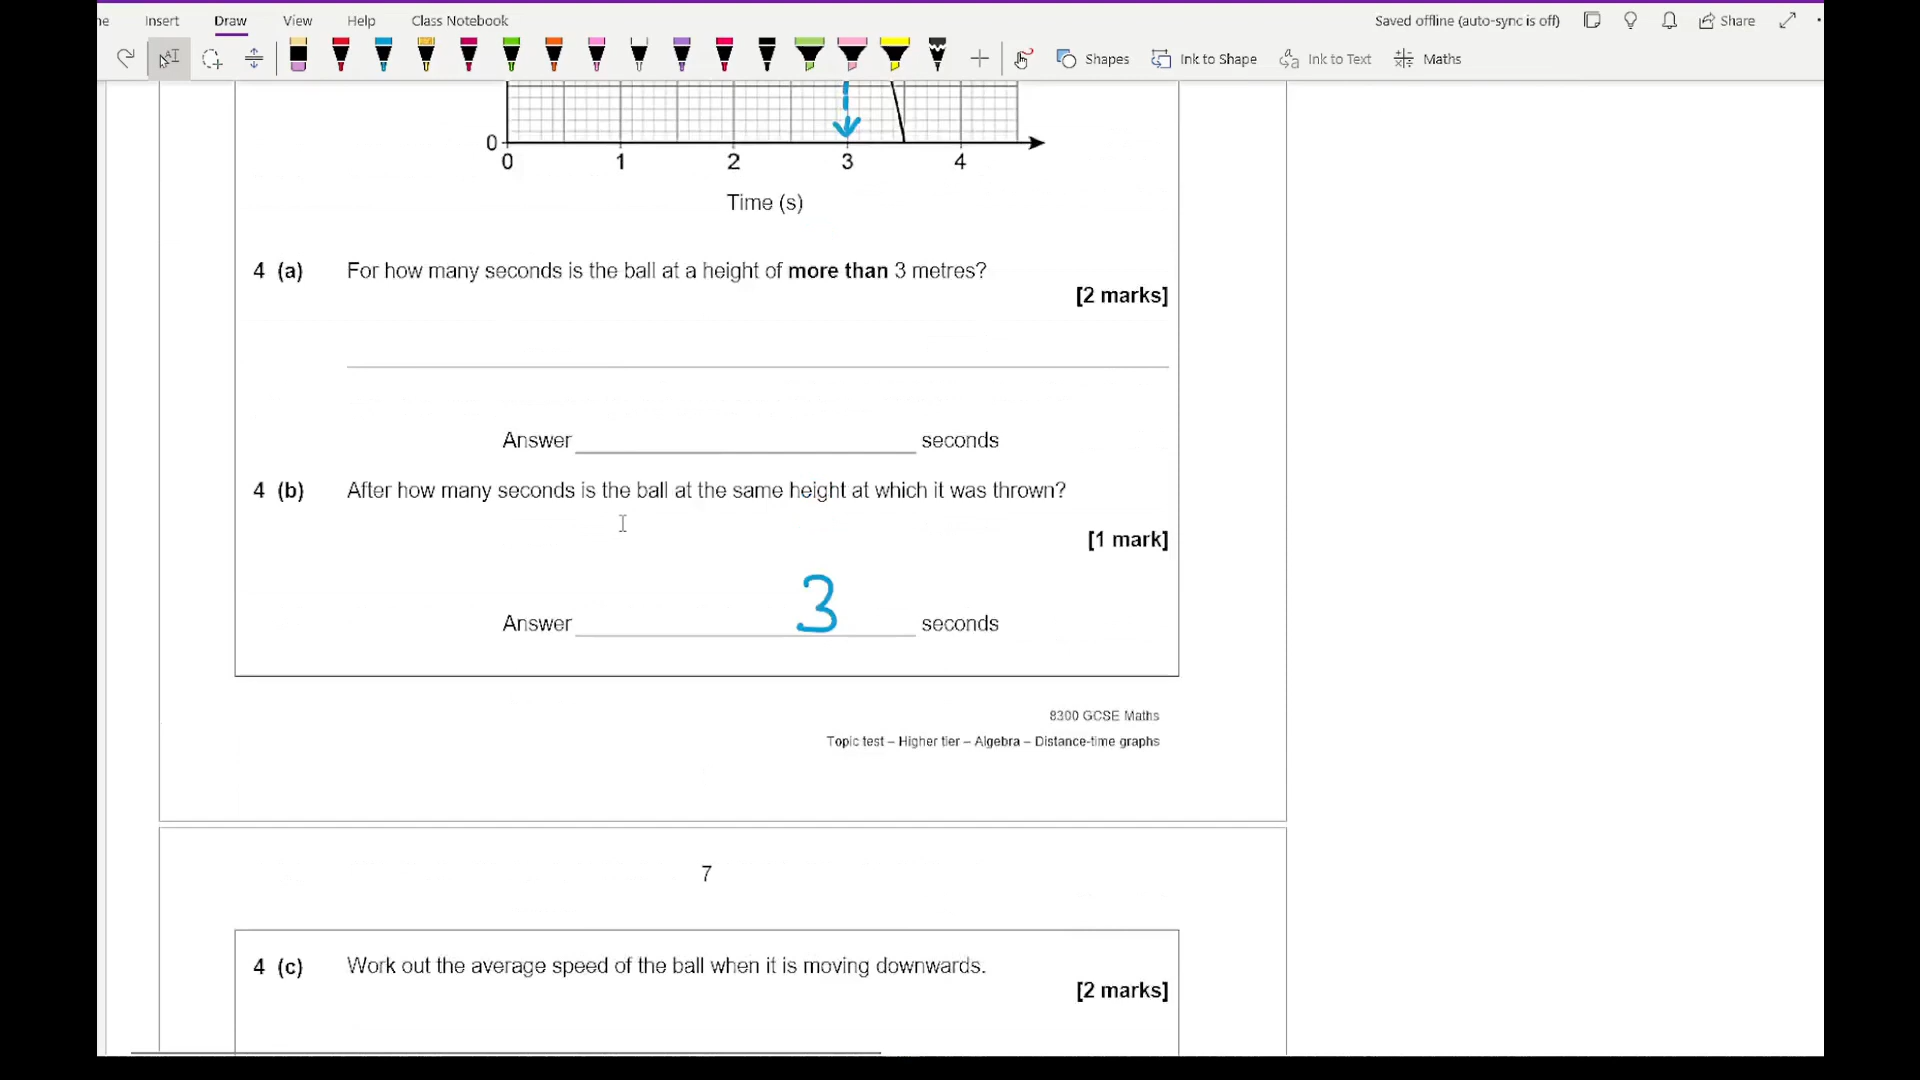 Insert Draw View Help Class Notebook Saved offline (auto-sync is off) Share
Shapes Ink to Shape Ink to Text Maths
0
0 1 2 3 4
Time (s)
4 (a) For how many seconds is the ball at a height of more than 3 metres?
[2 marks]
Answer seconds
4 (b) After how many seconds is the ball at the same height at which it was thrown?
[1 mark]
Answer 3 seconds
8300 GCSE Maths
Topic test – Higher tier – Algebra – Distance-time graphs
7
4 (c) Work out the average speed of the ball when it is moving downwards.
[2 marks]